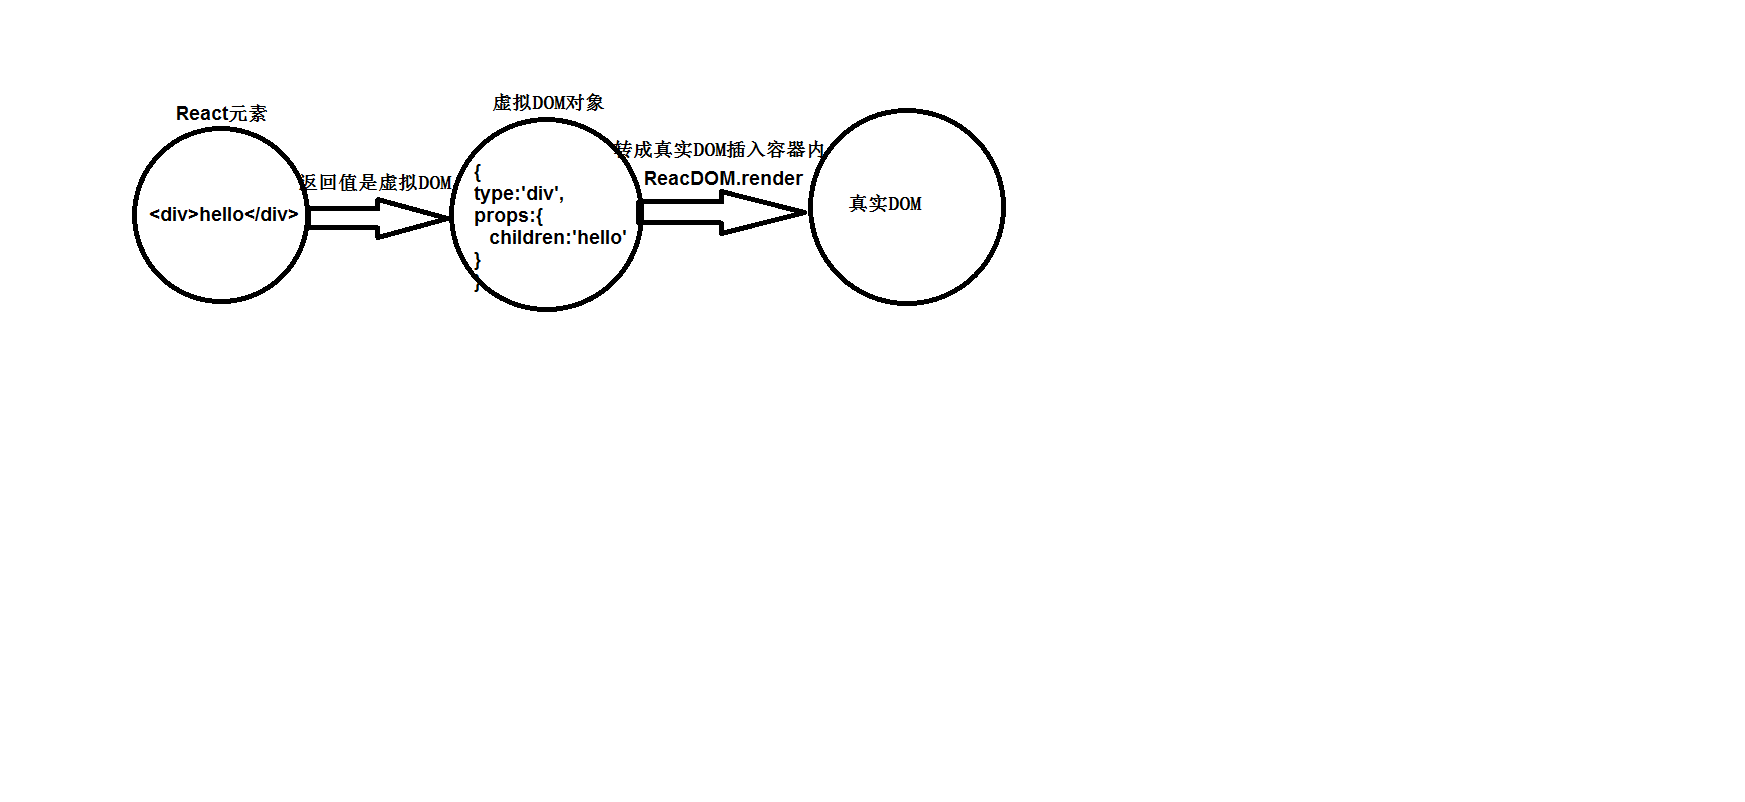 React元素
<div>hello</div>
返回值是虚拟DOM
虚拟DOM对象
{
type:'div',
props:{
children:'hello'
}
}
转成真实DOM插入容器内
ReacDOM.render
真实DOM